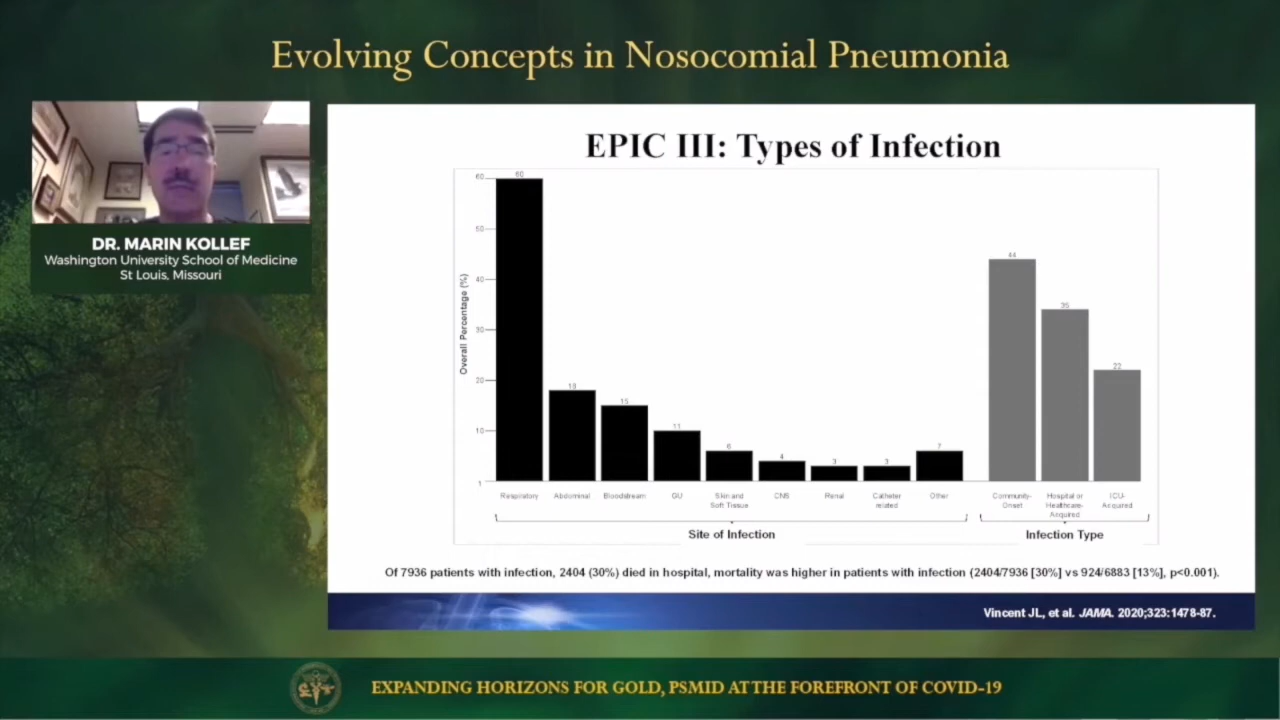 Evolving Concepts in Nosocomial Pneumonia
DR. MARIN KOLLEF
Washington University School of Medicine
St Louis, Missouri
EPIC III: Types of Infection
Overall Percentage (%)
60
50
40
30
20
10
1
60
18
15
11
6
4
3
3
7
44
35
22
Respiratory
Abdominal
Bloodstream
GU
Skin and
Soft Tissue
CNS
Renal
Catheter
related
Other
Community-
Onset
Hospital or
Healthcare-
Acquired
ICU-
Acquired
Site of Infection
Infection Type
Of 7936 patients with infection, 2404 (30%) died in hospital, mortality was higher in patients with infection (2404/7936 [30%] vs 924/6883 [13%], p<0.001).
Vincent JL, et al. JAMA. 2020;323:1478-87.
EXPANDING HORIZONS FOR GOLD, PSMID AT THE FOREFRONT OF COVID-19